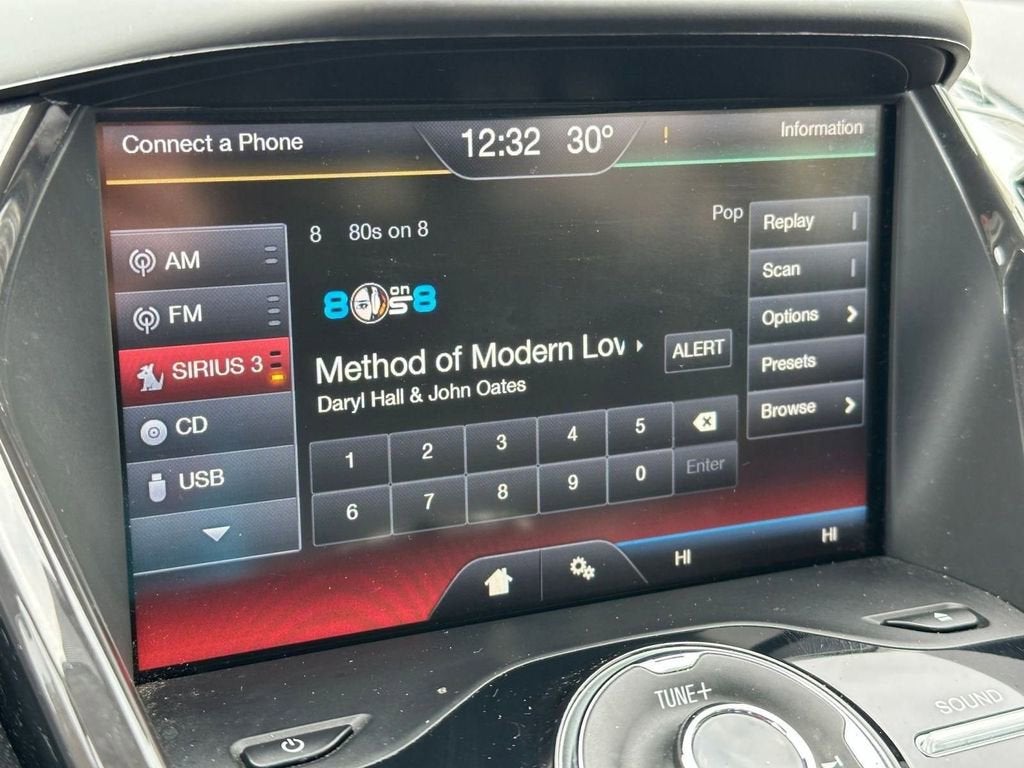 Connect a Phone
12:32 30°
!
Information
AM
FM
SIRIUS 3
CD
USB
8 80s on 8
Pop
80s on 8
Method of Modern Lov
Daryl Hall & John Oates
ALERT
1 2 3 4 5
6 7 8 9 0 Enter
Replay
Scan
Options
Presets
Browse
HI
HI
TUNE+
SOUND